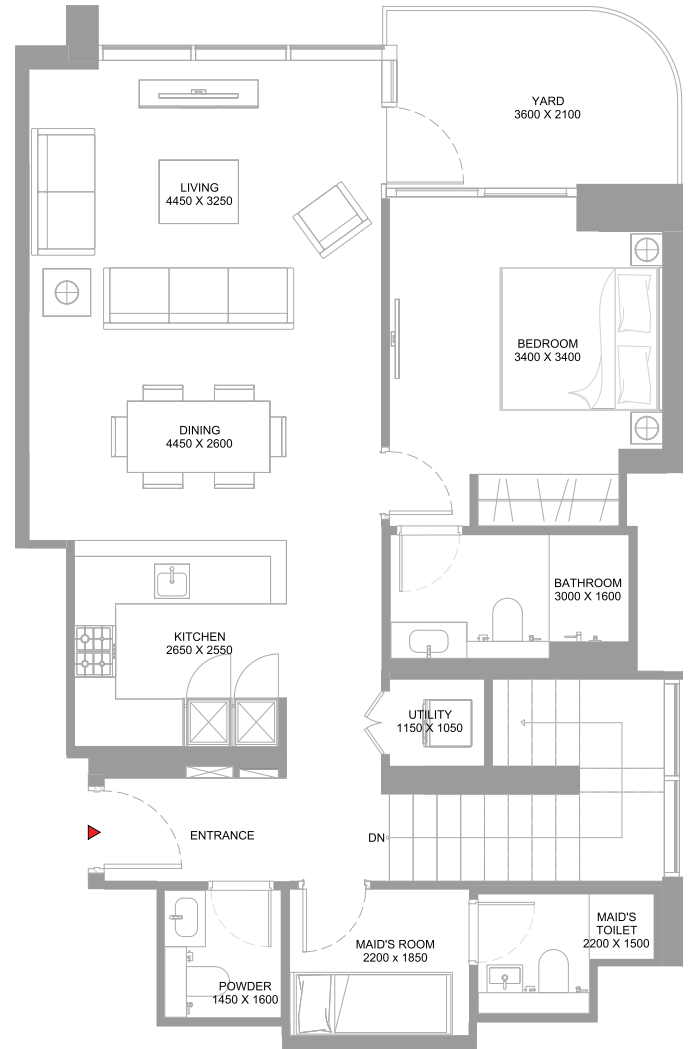 YARD
3600 X 2100
LIVING
4450 X 3250
BEDROOM
3400 X 3400
DINING
4450 X 2600
BATHROOM
3000 X 1600
KITCHEN
2650 X 2550
UTILITY
1150 X 1050
ENTRANCE
DN
MAID'S
TOILET
2200 X 1500
MAID'S ROOM
2200 x 1850
POWDER
1450 X 1600